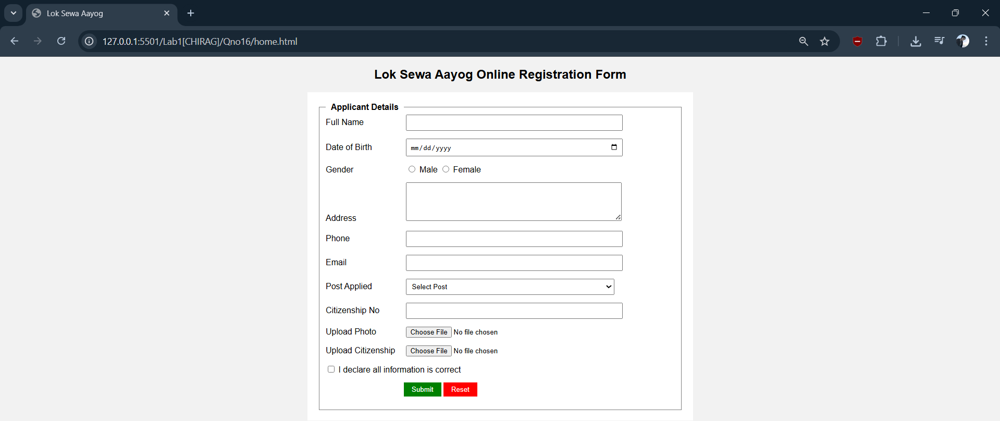 Lok Sewa Aayog
127.0.0.1:5501/Lab1[CHIRAG]/Qno16/home.html
Lok Sewa Aayog Online Registration Form
Applicant Details
Full Name
Date of Birth mm/dd/yyyy
Gender Male Female
Address
Phone
Email
Post Applied Select Post
Citizenship No
Upload Photo Choose File No file chosen
Upload Citizenship Choose File No file chosen
I declare all information is correct
Submit Reset